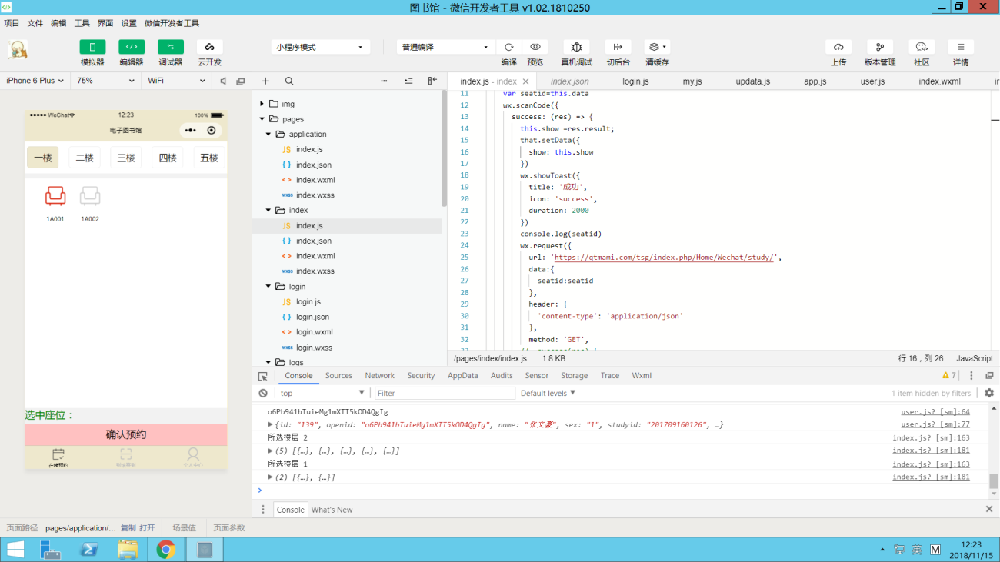 图书馆 - 微信开发者工具 v1.02.1810250
项目 文件 编辑 工具 界面 设置 微信开发者工具
模拟器 编辑器 调试器 云开发
小程序模式 普通编译
编译 预览 真机调试 切后台 清缓存
上传 版本管理 社区 详情
iPhone 6 Plus 75% WiFi
index.js - index index.json login.js my.js updata.js app.js user.js index.wxml
WeChat 12:23 100%
电子图书馆
一楼 二楼 三楼 四楼 五楼
1A001 1A002
选中座位：
确认预约
在线预约
个人中心
img
pages
application
index.js
index.json
index.wxml
index.wxss
index
index.js
index.json
index.wxml
index.wxss
login
login.js
login.json
login.wxml
login.wxss
logs
11 var seatid=this.data
12 wx.scanCode({
13 success: (res) => {
14 this.show =res.result;
15 that.setData({
16 show: this.show
17 })
18 wx.showToast({
19 title: '成功',
20 icon: 'success',
21 duration: 2000
22 })
23 console.log(seatid)
24 wx.request({
25 url: 'https://qtmami.com/tsg/index.php/Home/Wechat/study/',
26 data:{
27 seatid:seatid
28 },
29 header: {
30 'content-type': 'application/json'
31 },
32 method: 'GET',
/pages/index/index.js 1.8 KB 行 16，列 26 JavaScript
Console Sources Network Security AppData Audits Sensor Storage Trace Wxml 7
top Filter Default levels 1 item hidden by filters
o6Pb941bTuieMg1mXTT5kOD4QgIg user.js? [sm]:64
{id: "139", openid: "o6Pb941bTuieMg1mXTT5kOD4QgIg", name: "张文豪", sex: "1", studyid: "201709160126", …} user.js? [sm]:77
所选楼层 2 index.js? [sm]:163
(5) [{…}, {…}, {…}, {…}, {…}] index.js? [sm]:181
所选楼层 1 index.js? [sm]:163
(2) [{…}, {…}] index.js? [sm]:181
Console What's New
页面路径 pages/application/... 复制 打开 场景值 页面参数
英 M
12:23
2018/11/15